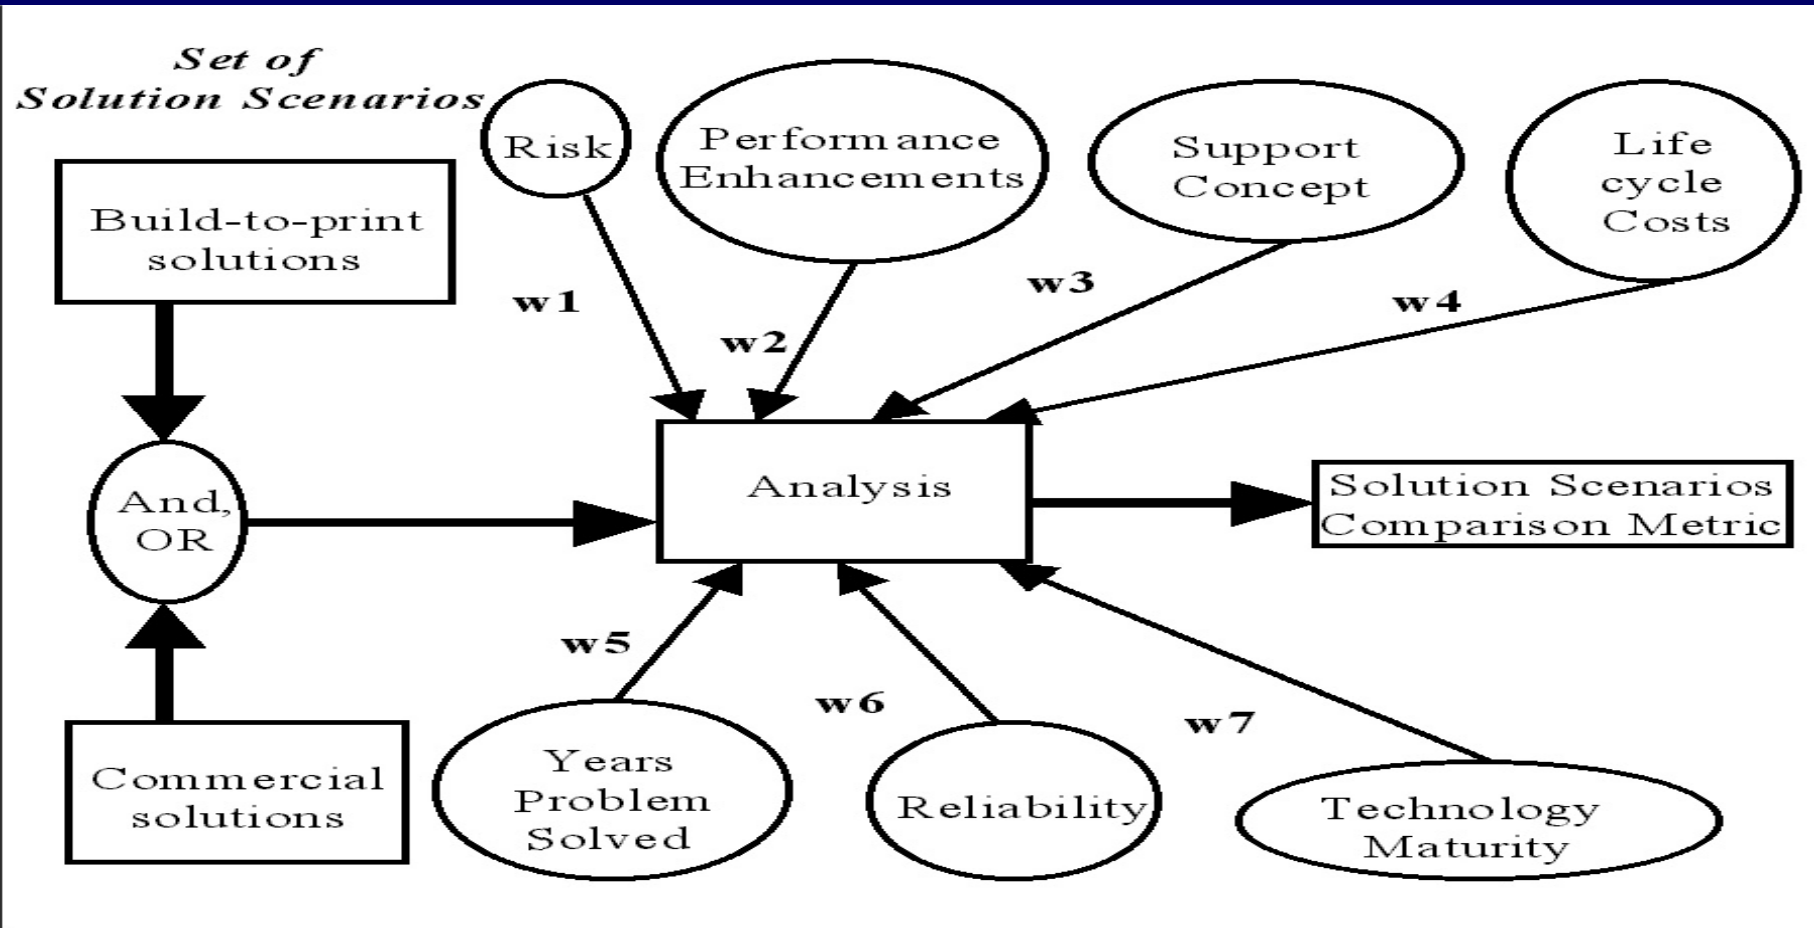 Set of
Solution Scenarios
Risk
Performance
Enhancements
Support
Concept
Life
cycle
Costs
Build-to-print
solutions
w1
w2
w3
w4
And,
OR
Analysis
Solution Scenarios
Comparison Metric
w5
w6
w7
Commercial
solutions
Years
Problem
Solved
Reliability
Technology
Maturity